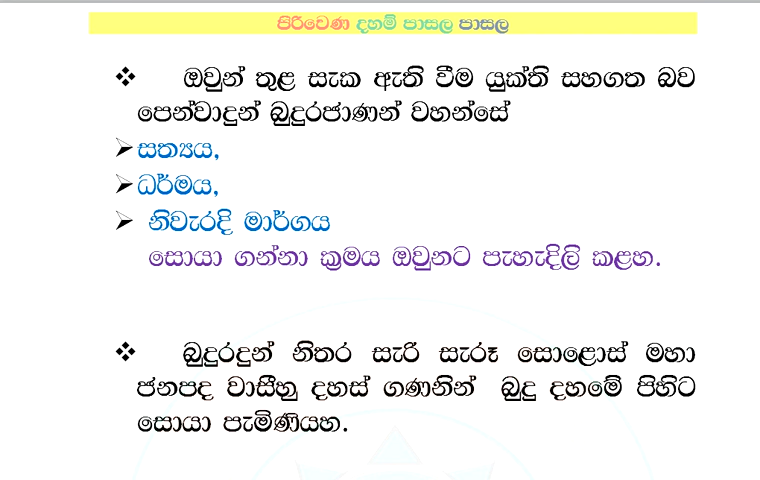 පිරිවෙණ දහම් පාසල පාසල
❖ ඔවුන් තුළ සැක ඇති වීම යුක්ති සහගත බව
පෙන්වාදුන් බුදුරජාණන් වහන්සේ
➢ සත්‍යය,
➢ ධර්මය,
➢ නිවැරදි මාර්ගය
සොයා ගන්නා ක්‍රමය ඔවුනට පැහැදිලි කළහ.
❖ බුදුරදුන් නිතර සැරි සැරූ සොළොස් මහා
ජනපද වාසීහු දහස් ගණනින් බුදු දහමේ පිහිට
සොයා පැමිණියහ.